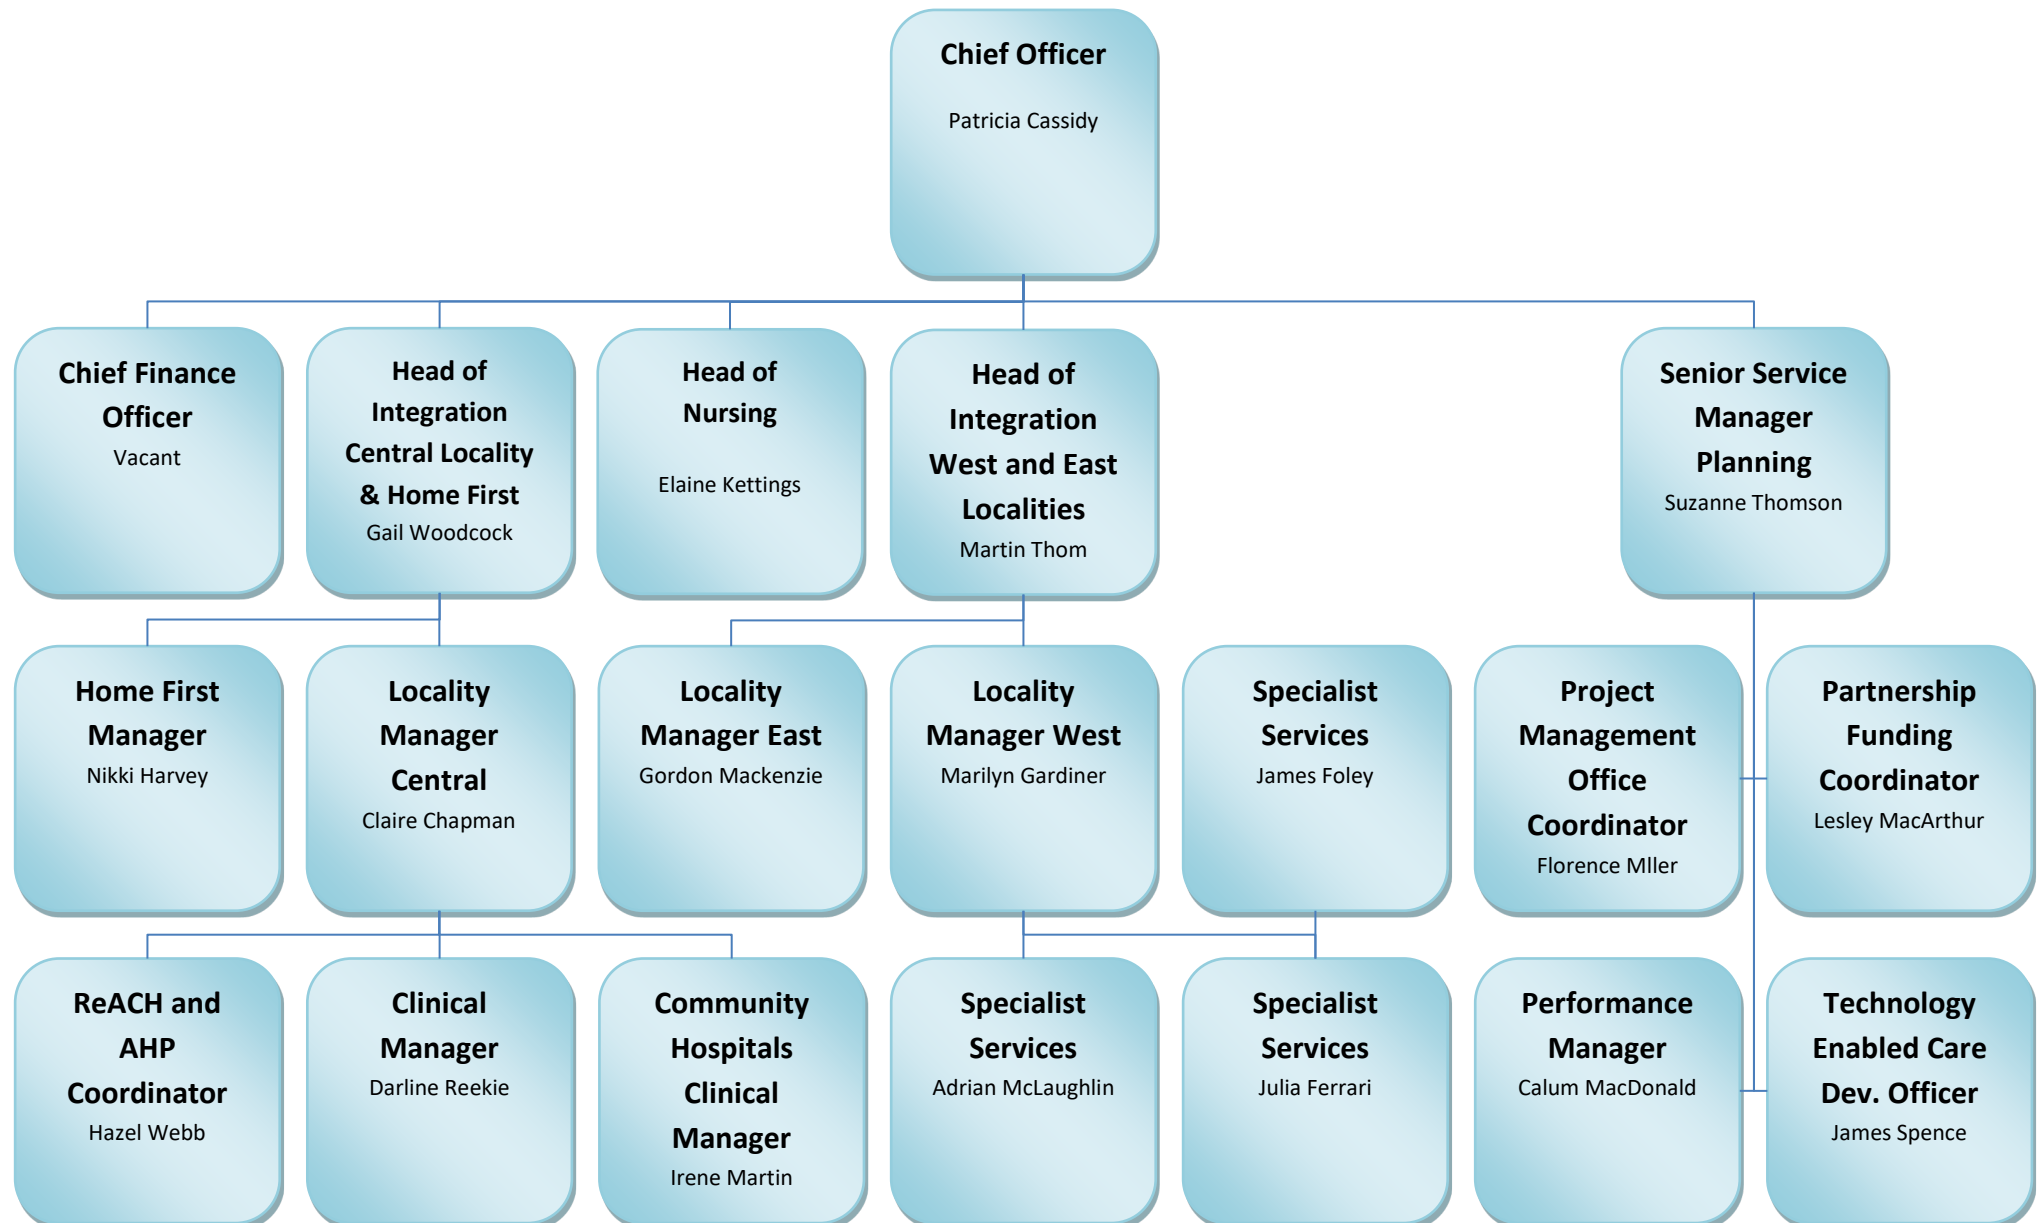 Chief Officer
Patricia Cassidy
Chief Finance
Officer
Vacant
Head of
Integration
Central Locality
& Home First
Gail Woodcock
Head of
Nursing
Elaine Kettings
Head of
Integration
West and East
Localities
Martin Thom
Senior Service
Manager
Planning
Suzanne Thomson
Home First
Manager
Nikki Harvey
Locality
Manager
Central
Claire Chapman
Locality
Manager East
Gordon Mackenzie
Locality
Manager West
Marilyn Gardiner
Specialist
Services
James Foley
Project
Management
Office
Coordinator
Florence Mller
Partnership
Funding
Coordinator
Lesley MacArthur
ReACH and
AHP
Coordinator
Hazel Webb
Clinical
Manager
Darline Reekie
Community
Hospitals
Clinical
Manager
Irene Martin
Specialist
Services
Adrian McLaughlin
Specialist
Services
Julia Ferrari
Performance
Manager
Calum MacDonald
Technology
Enabled Care
Dev. Officer
James Spence